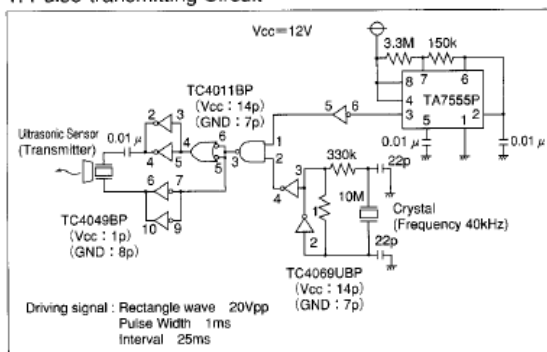 1. Pulse transmitting Circuit
Vcc=12V
3.3M
150k
8
7
6
4
TA7555P
3
5
1
2
0.01 μ
0.01 μ
5
6
TC4011BP
(Vcc : 14p)
(GND : 7p)
2
3
Ultrasonic Sensor
(Transmitter)
0.01 μ
4
5
4
6
5
3
1
2
6
7
10
9
TC4049BP
(Vcc : 1p)
(GND : 8p)
330k
22p
3
4
10M
1
Crystal
(Frequency 40kHz)
2
22p
TC4069UBP
(Vcc : 14p)
(GND : 7p)
Driving signal : Rectangle wave 20Vpp
Pulse Width 1ms
Interval 25ms